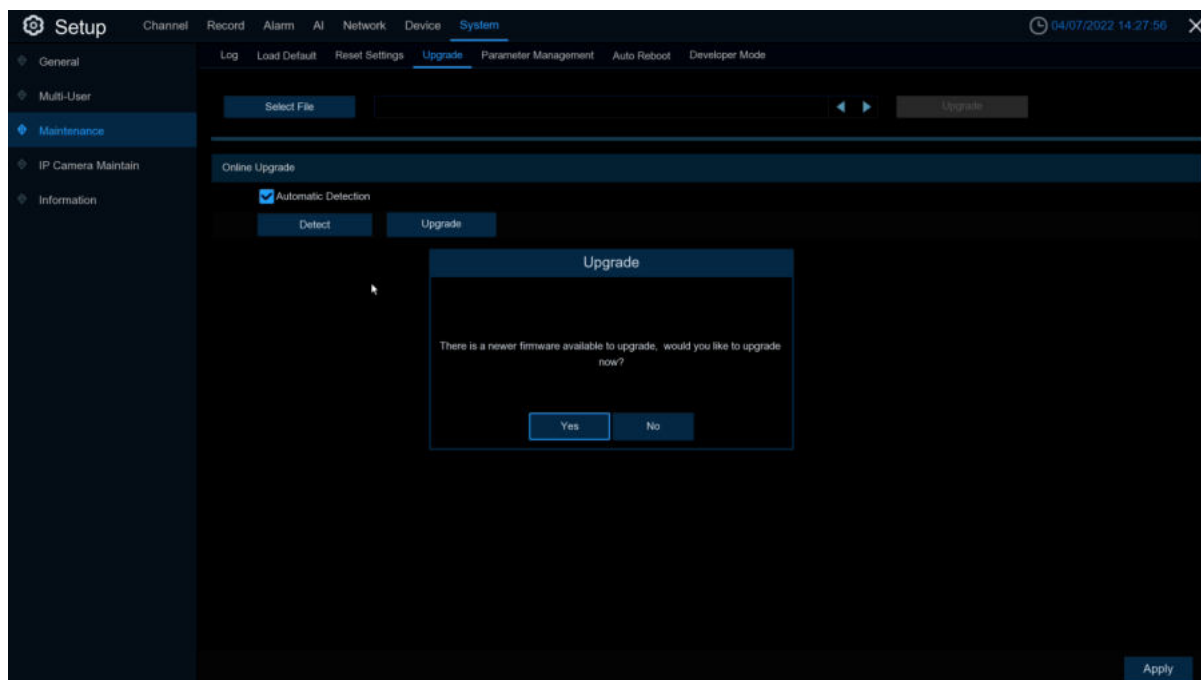 Setup
Channel Record Alarm AI Network Device System
04/07/2022 14:27:56
General
Multi-User
Maintenance
IP Camera Maintain
Information
Log Load Default Reset Settings Upgrade Parameter Management Auto Reboot Developer Mode
Select File
Upgrade
Online Upgrade
Automatic Detection
Detect Upgrade
Upgrade
There is a newer firmware available to upgrade, would you like to upgrade
now?
Yes No
Apply